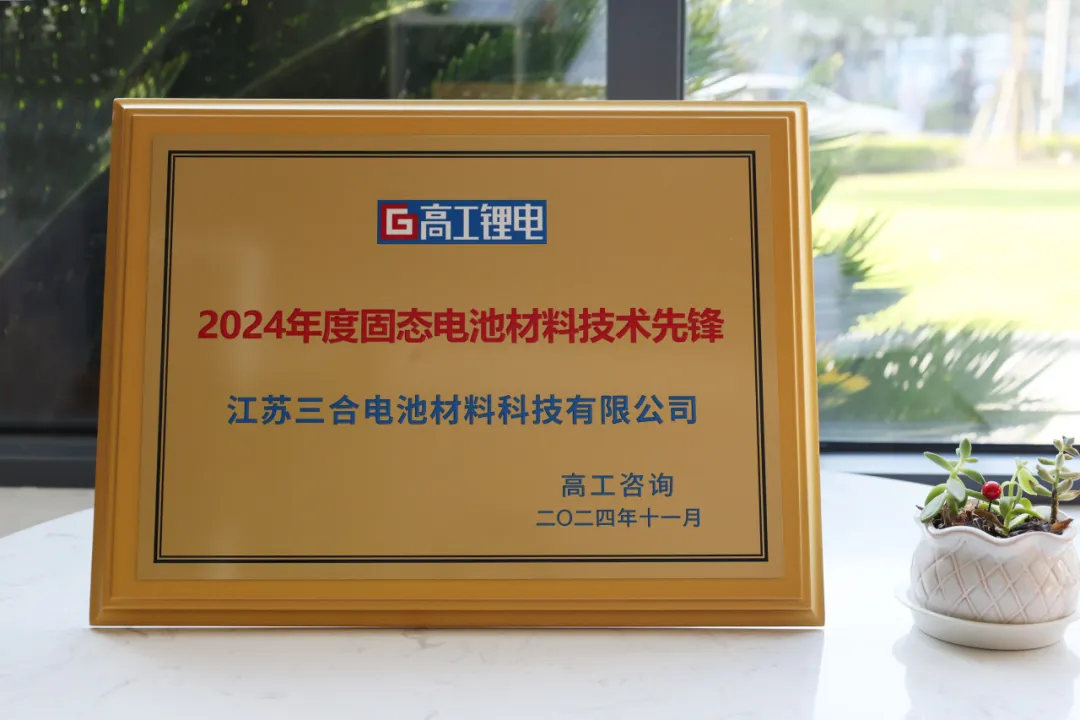 G高工锂电
2024年度固态电池材料技术先锋
江苏三合电池材料科技有限公司
高工咨询
二〇二四年十一月